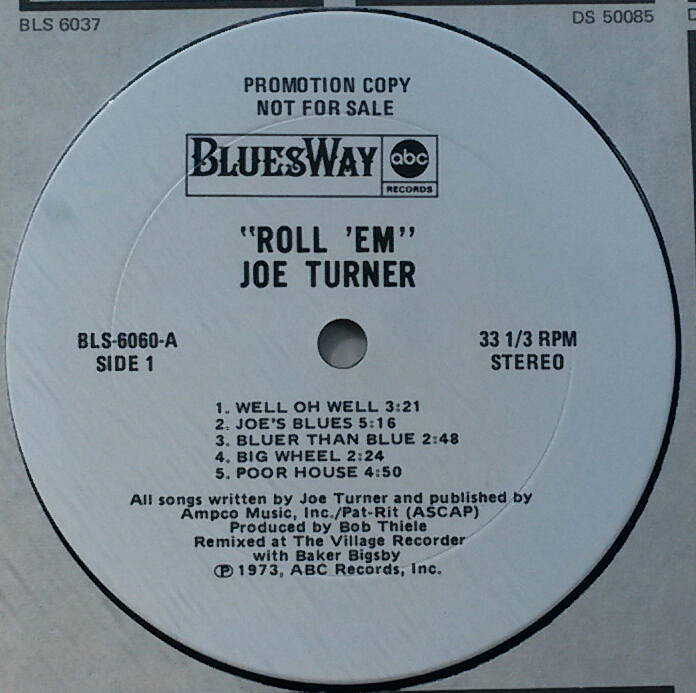 BLS 6037
DS 50085
PROMOTION COPY
NOT FOR SALE
BLUESWAY
abc
RECORDS
"ROLL 'EM"
JOE TURNER
BLS-6060-A
SIDE 1
33 1/3 RPM
STEREO
1. WELL OH WELL 3:21
2. JOE'S BLUES 5:16
3. BLUER THAN BLUE 2:48
4. BIG WHEEL 2:24
5. POOR HOUSE 4:50
All songs written by Joe Turner and published by
Ampco Music, Inc./Pat-Rit (ASCAP)
Produced by Bob Thiele
Remixed at The Village Recorder
with Baker Bigsby
Ⓟ 1973, ABC Records, Inc.